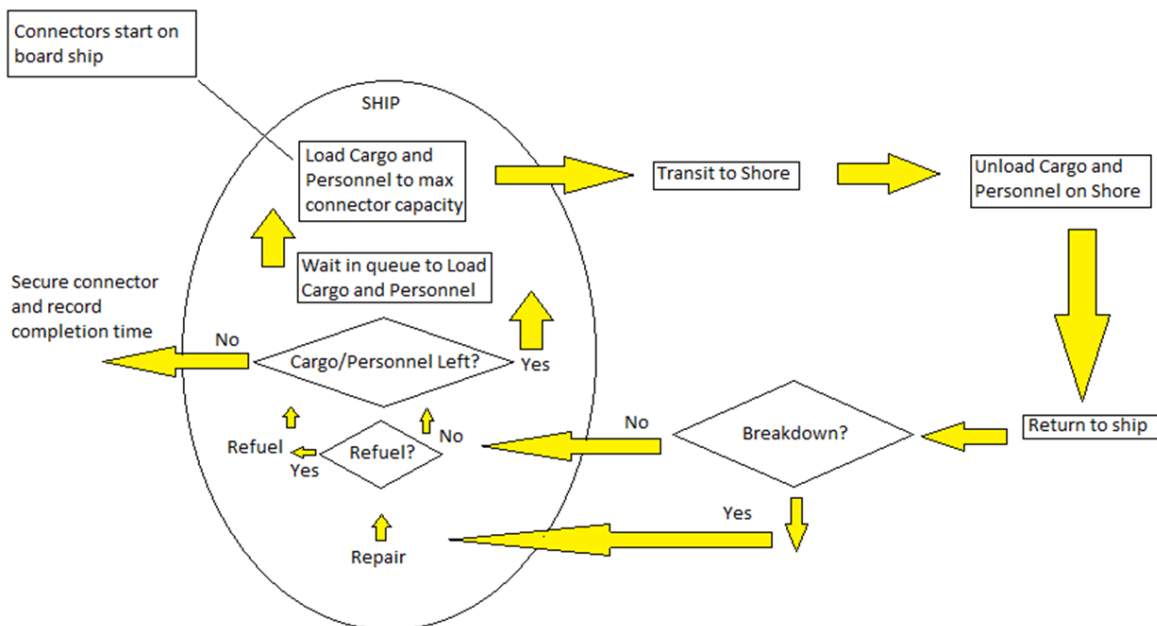 Connectors start on
board ship
SHIP
Load Cargo and
Personnel to max
connector capacity
Transit to Shore
Unload Cargo and
Personnel on Shore
Wait in queue to Load
Cargo and Personnel
Secure connector
and record
completion time
No
Cargo/Personnel Left?
Yes
Refuel
Yes
Refuel?
No
No
Breakdown?
Return to ship
Yes
Repair